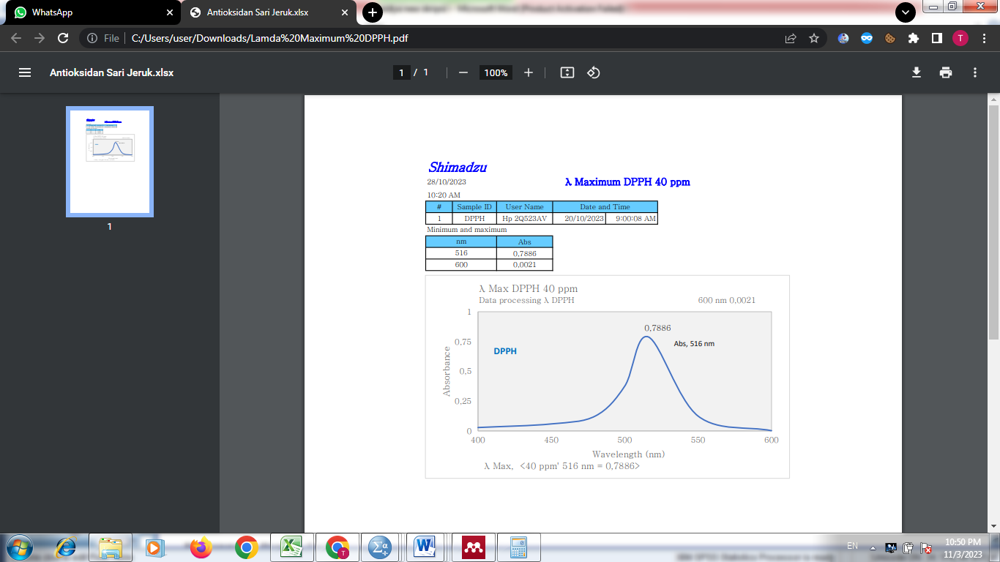 WhatsApp
Antioksidan Sari Jeruk.xlsx
File C:/Users/user/Downloads/Lamda%20Maximum%20DPPH.pdf
T
Antioksidan Sari Jeruk.xlsx
1 / 1
100%
1
Shimadzu
28/10/2023
λ Maximum DPPH 40 ppm
10:20 AM
# Sample ID User Name Date and Time
1 DPPH Hp 2Q523AV 20/10/2023 9:00:08 AM
Minimum and maximum
nm Abs
516 0,7886
600 0,0021
λ Max DPPH 40 ppm
Data processing λ DPPH 600 nm 0,0021
1
0,7886
0,75
Abs, 516 nm
DPPH
0,5
Absorbance
0,25
0
400 450 500 550 600
Wavelength (nm)
λ Max, <40 ppm' 516 nm = 0,7886>
EN
10:50 PM
11/3/2023